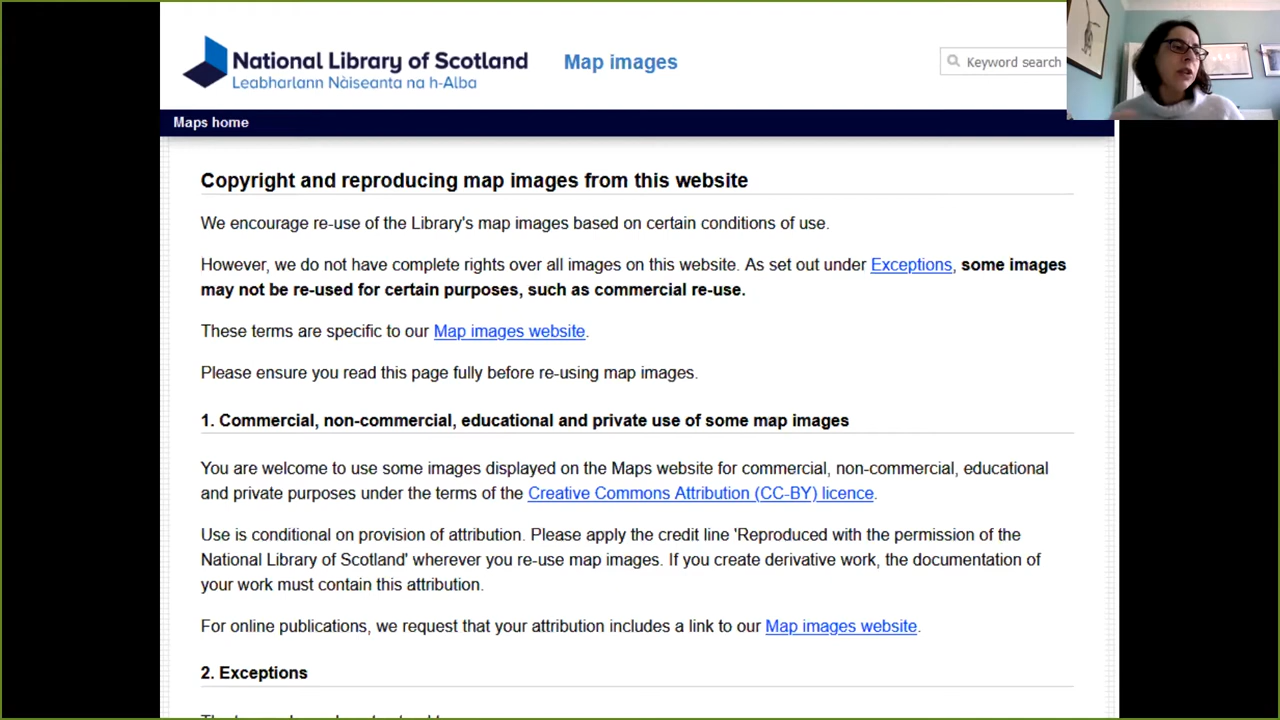 National Library of Scotland
Leabharlann Nàiseanta na h-Alba
Map images
Keyword search
Maps home
Copyright and reproducing map images from this website
We encourage re-use of the Library's map images based on certain conditions of use.
However, we do not have complete rights over all images on this website. As set out under Exceptions, some images
may not be re-used for certain purposes, such as commercial re-use.
These terms are specific to our Map images website.
Please ensure you read this page fully before re-using map images.
1. Commercial, non-commercial, educational and private use of some map images
You are welcome to use some images displayed on the Maps website for commercial, non-commercial, educational
and private purposes under the terms of the Creative Commons Attribution (CC-BY) licence.
Use is conditional on provision of attribution. Please apply the credit line 'Reproduced with the permission of the
National Library of Scotland' wherever you re-use map images. If you create derivative work, the documentation of
your work must contain this attribution.
For online publications, we request that your attribution includes a link to our Map images website.
2. Exceptions